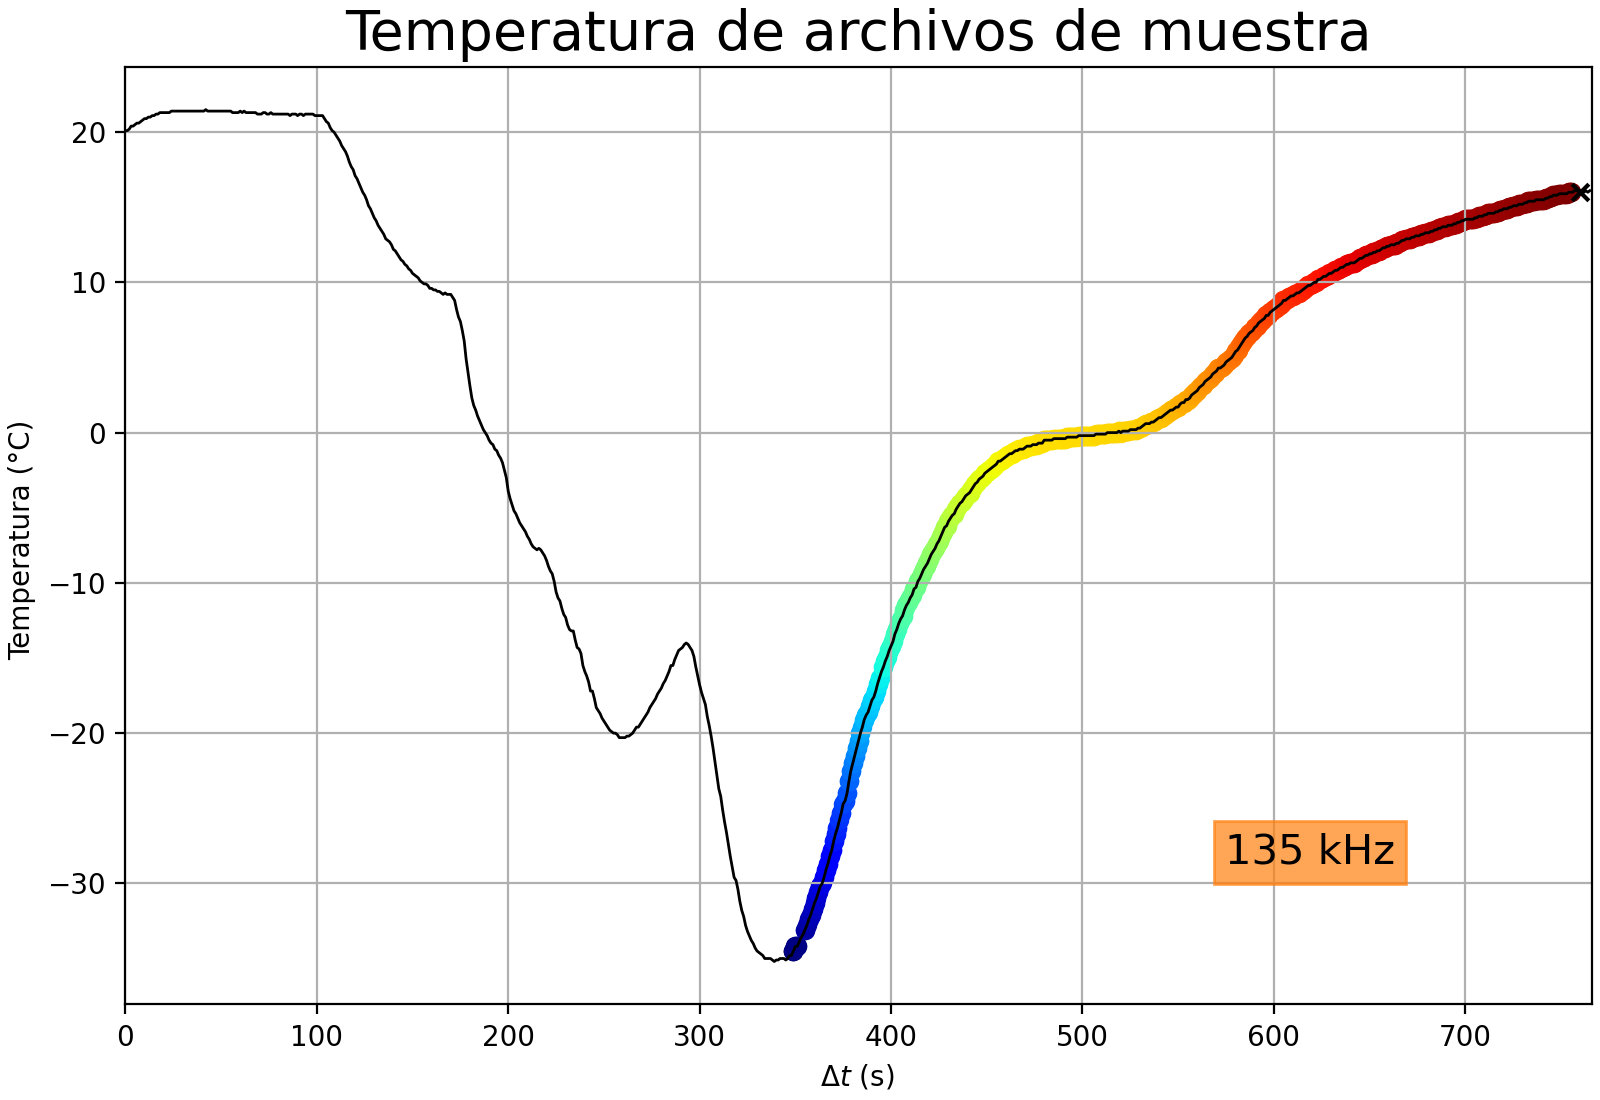 Temperatura de archivos de muestra
Temperatura (°C)
20
10
0
−10
−20
−30
135 kHz
0 100 200 300 400 500 600 700
Δt (s)